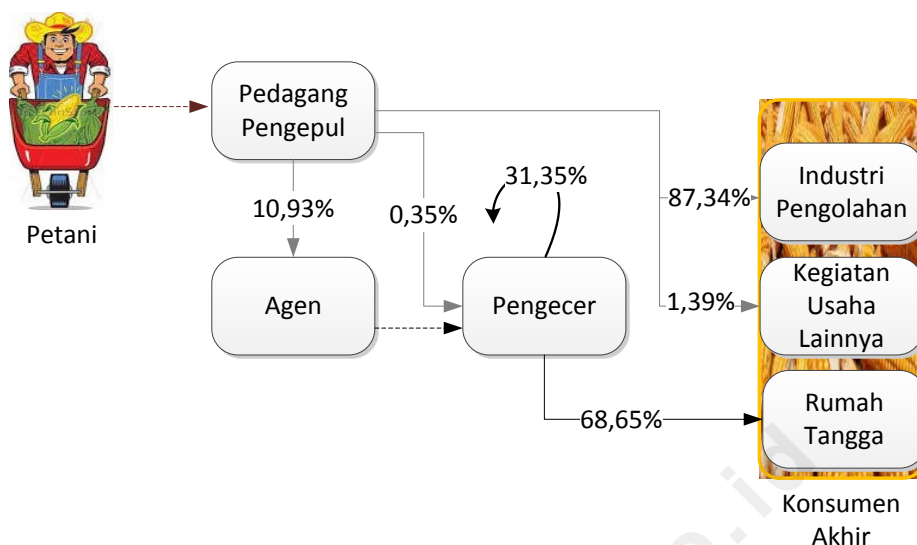 Pedagang
Pengepul
31,35%
Industri
Pengolahan
10,93%
0,35%
87,34%
Petani
Agen
Pengecer
1,39%
Kegiatan
Usaha
Lainnya
68,65%
Rumah
Tangga
Konsumen
Akhir
o.id